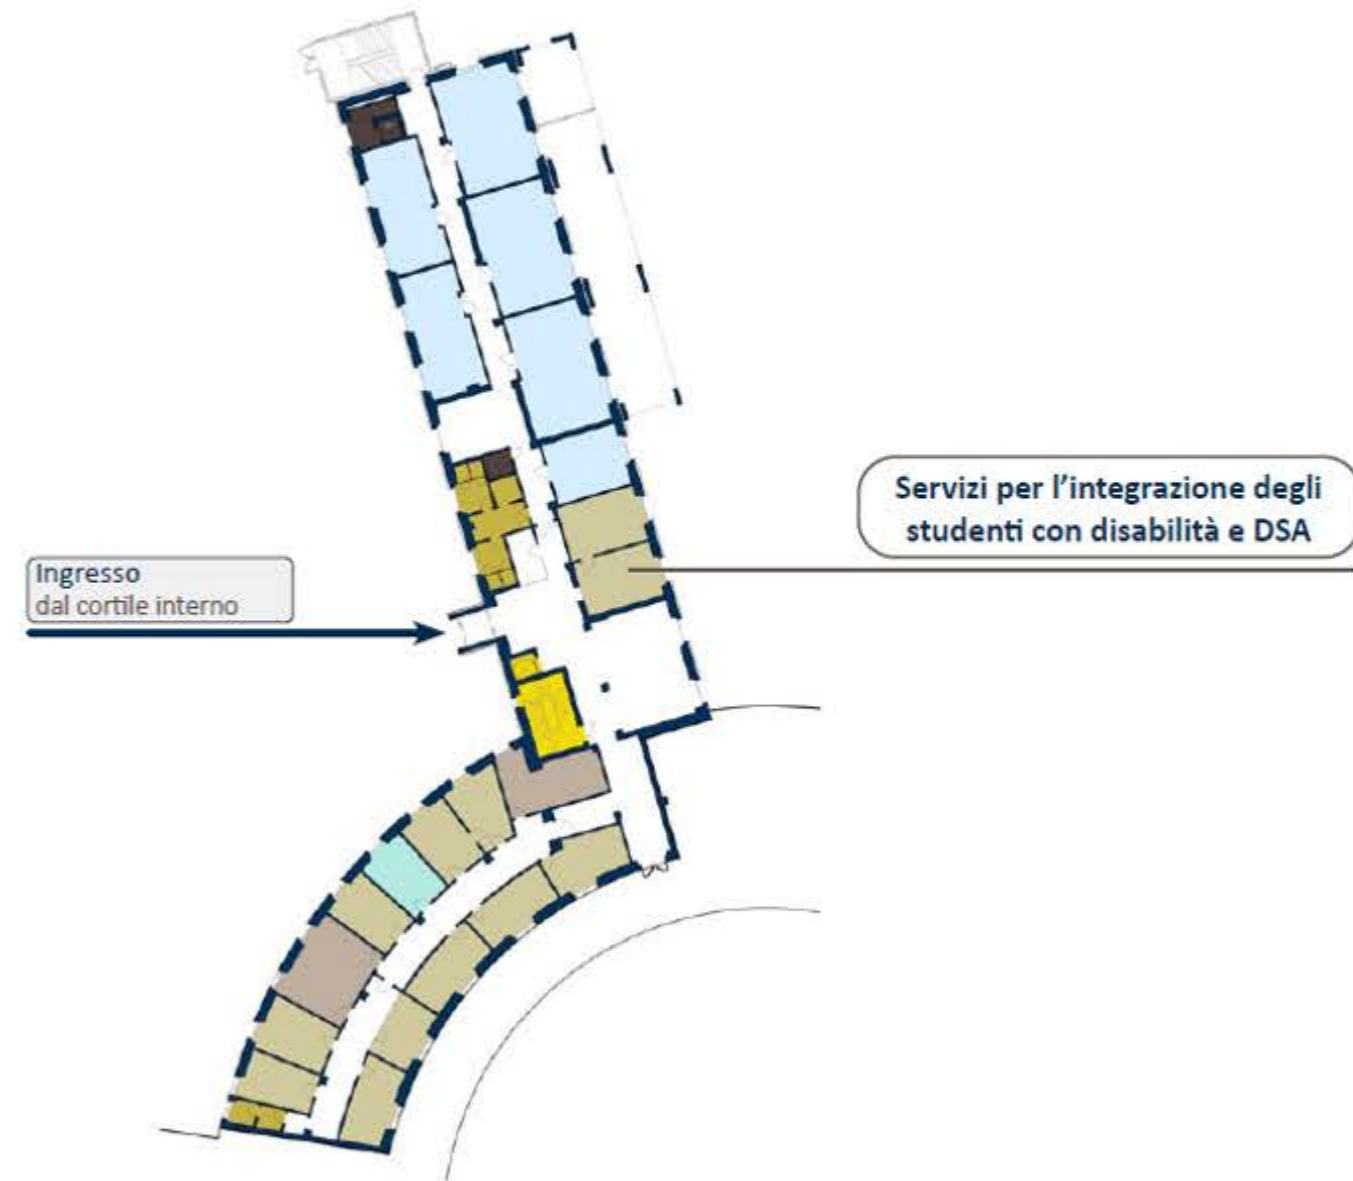 Servizi per l'integrazione degli
studenti con disabilità e DSA
Ingresso
dal cortile interno